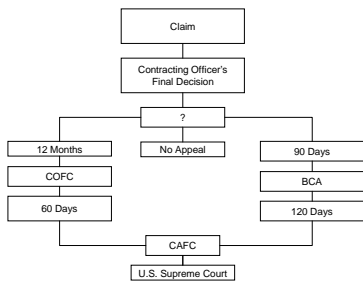 Claim
Contracting Officer's
Final Decision
?
12 Months
No Appeal
90 Days
COFC
BCA
60 Days
120 Days
CAFC
U.S. Supreme Court